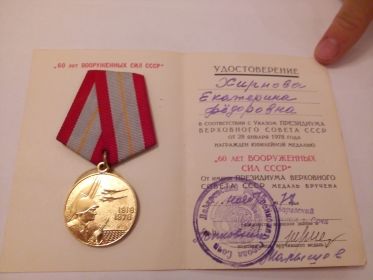 "60 лет ВООРУЖЕННЫХ СИЛ СССР"
1918
1978
УДОСТОВЕРЕНИЕ
Жирнова
Екатерина
Фёдоровна
В СООТВЕТСТВИИ С УКАЗОМ ПРЕЗИДИУМА
ВЕРХОВНОГО СОВЕТА СССР
ОТ 28 ЯНВАРЯ 1978 ГОДА
НАГРАЖДЕН ЮБИЛЕЙНОЙ МЕДАЛЬЮ
"60 ЛЕТ ВООРУЖЕННЫХ
СИЛ СССР"
ОТ ИМЕНИ ПРЕЗИДИУМА ВЕРХОВНОГО
СОВЕТА СССР МЕДАЛЬ ВРУЧЕНА